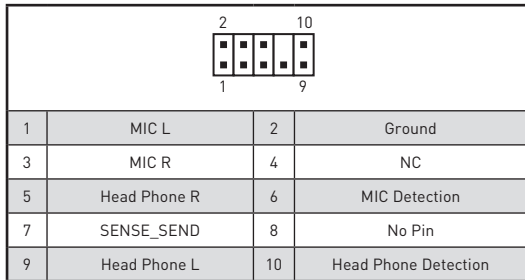 2 10
1 9
1 MIC L 2 Ground
3 MIC R 4 NC
5 Head Phone R 6 MIC Detection
7 SENSE_SEND 8 No Pin
9 Head Phone L 10 Head Phone Detection